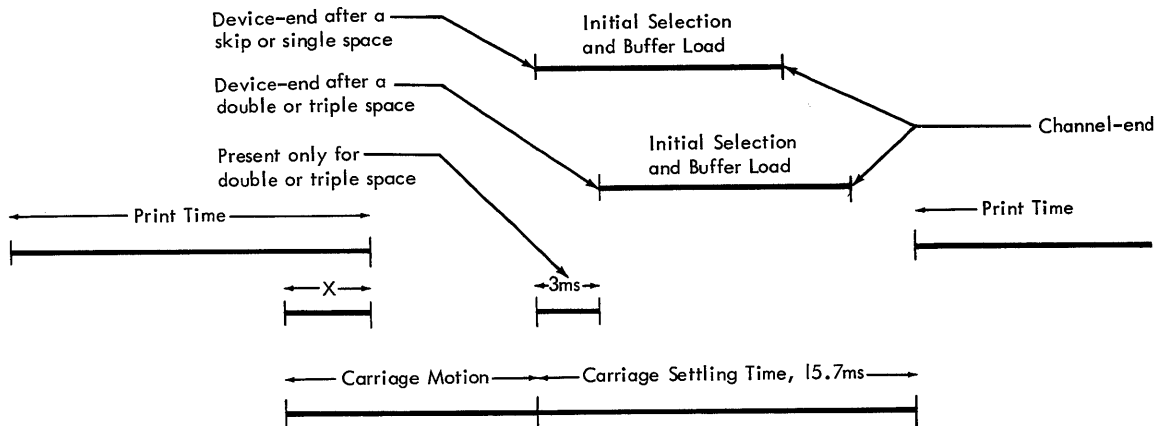 Device-end after a
skip or single space
Initial Selection
and Buffer Load
Device-end after a
double or triple space
Channel-end
Initial Selection
and Buffer Load
Present only for
double or triple space
Print Time
Print Time
X
3ms
Carriage Motion
Carriage Settling Time, 15.7ms